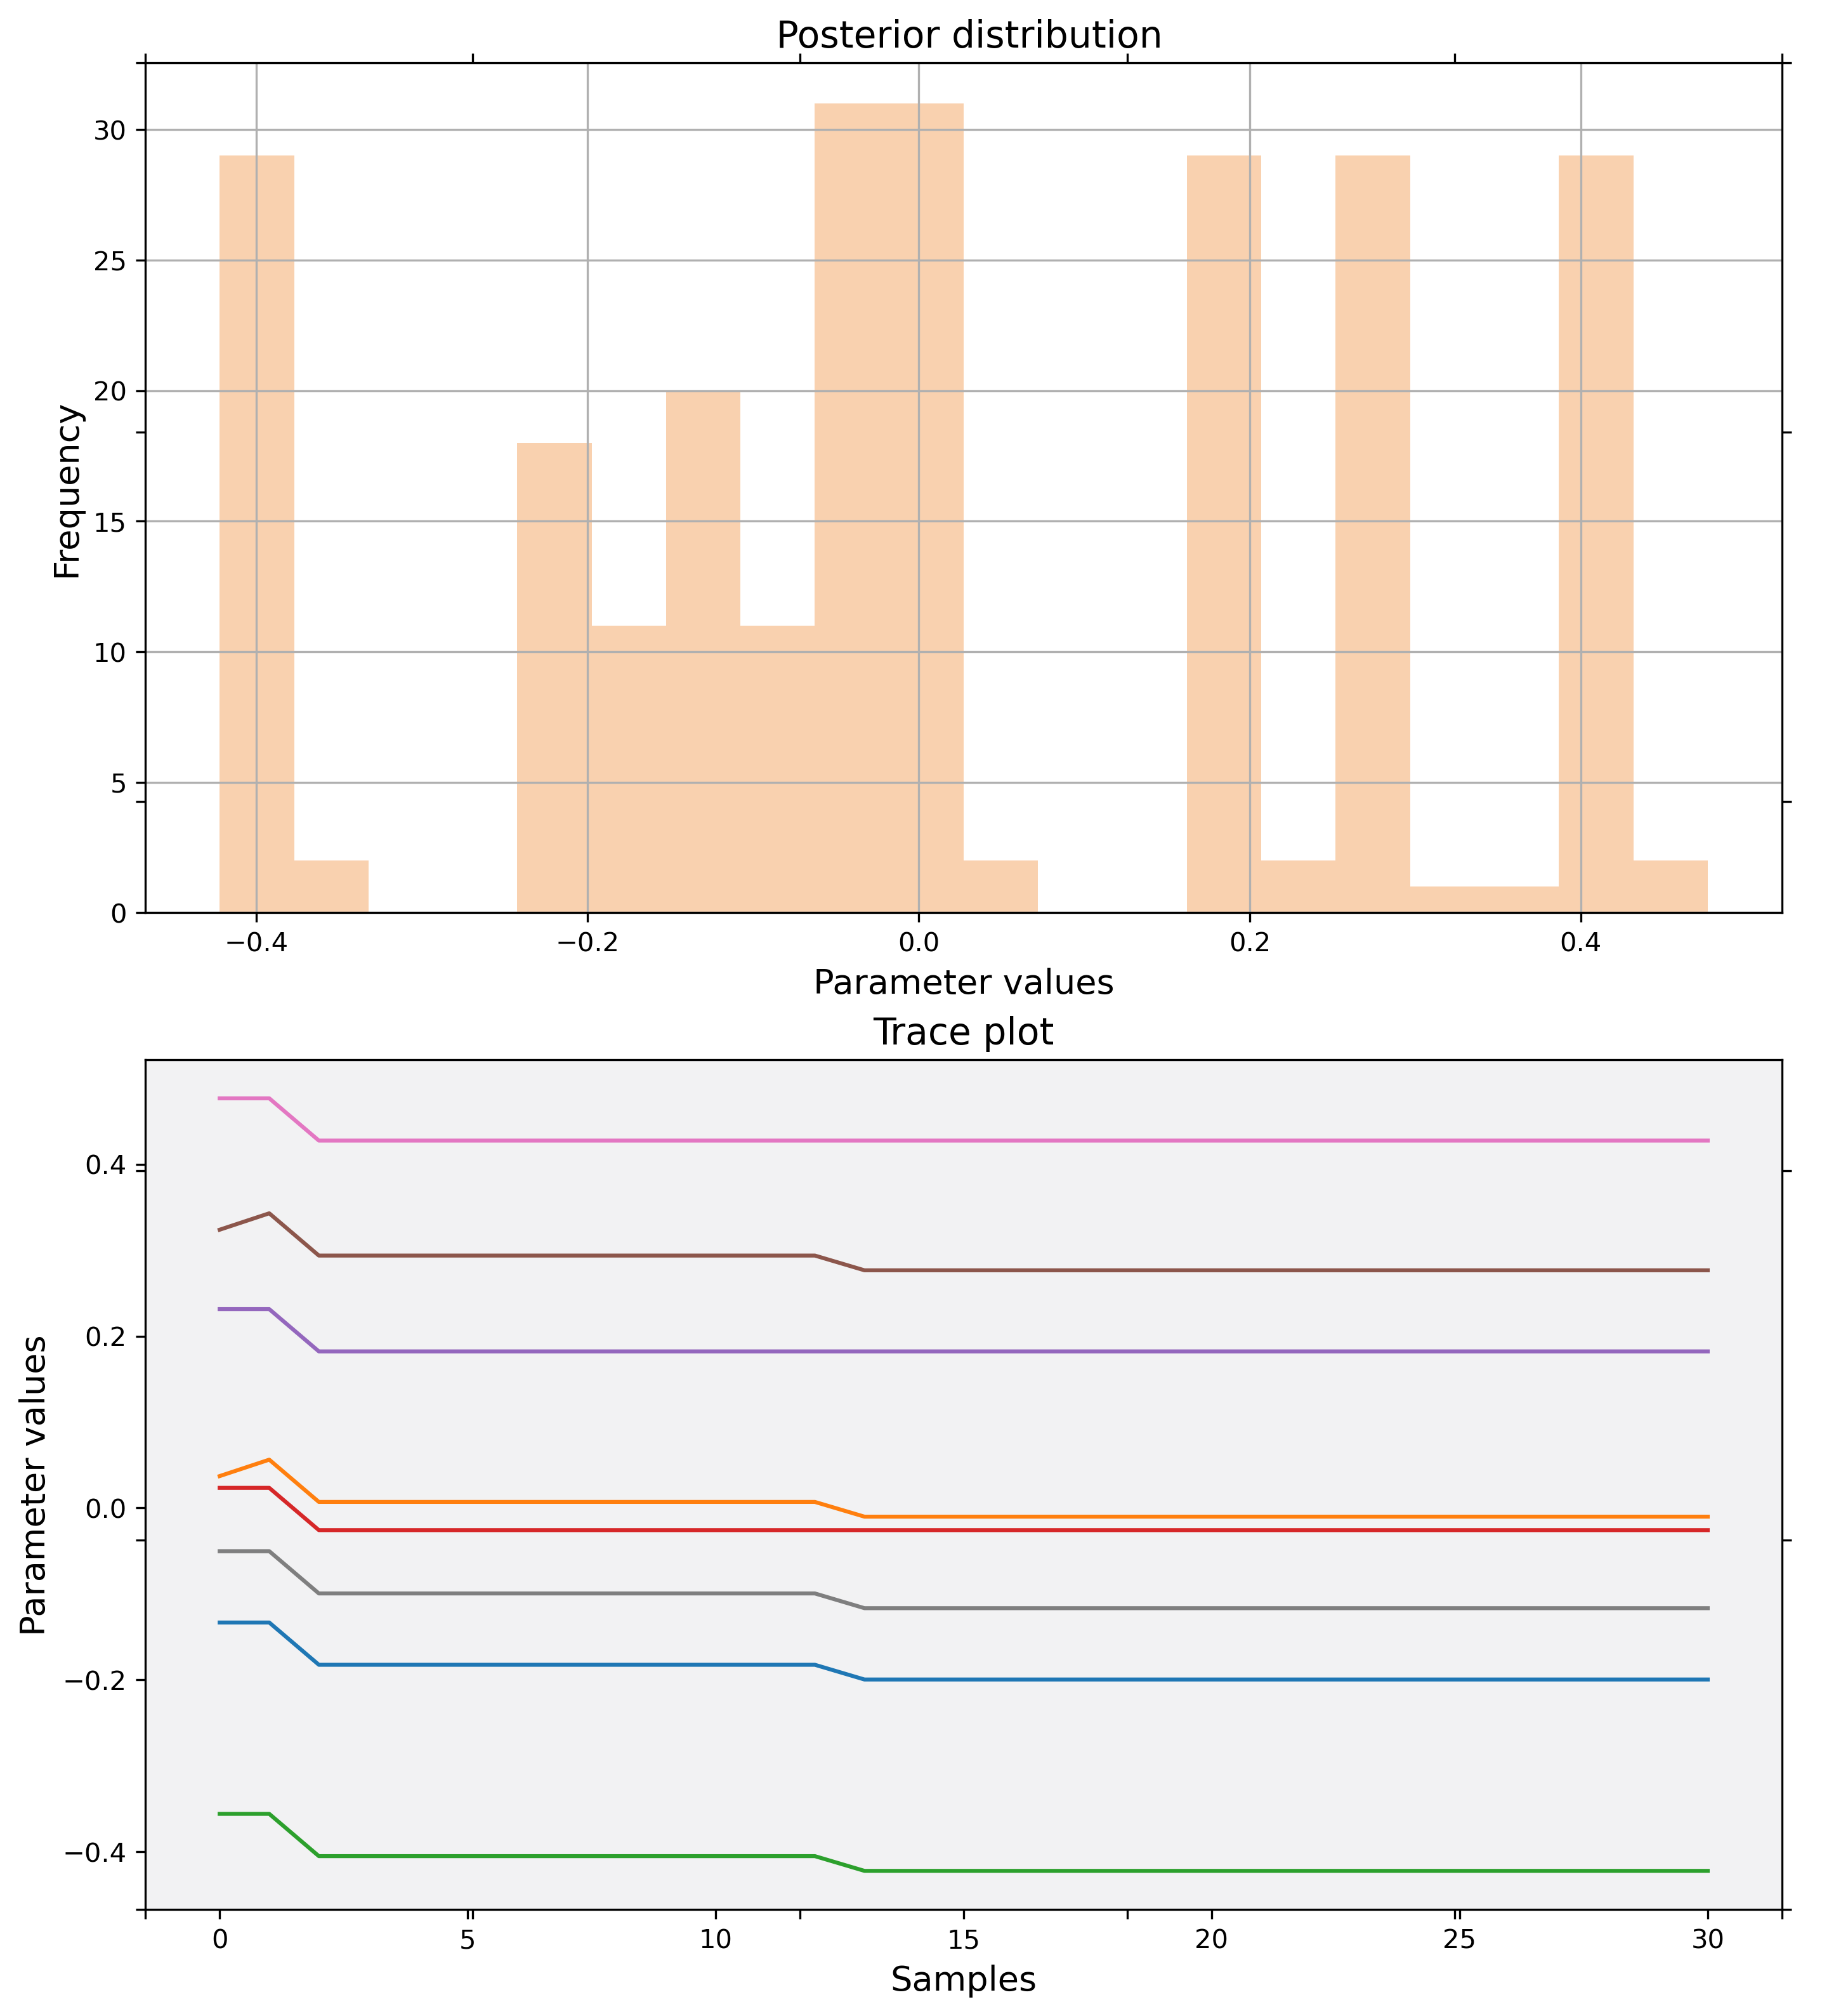 Posterior distribution
30
25
20
15
10
5
0
Frequency
−0.4 −0.2 0.0 0.2 0.4
Parameter values
Trace plot
0.4
0.2
0.0
−0.2
−0.4
Parameter values
0 5 10 15 20 25 30
Samples